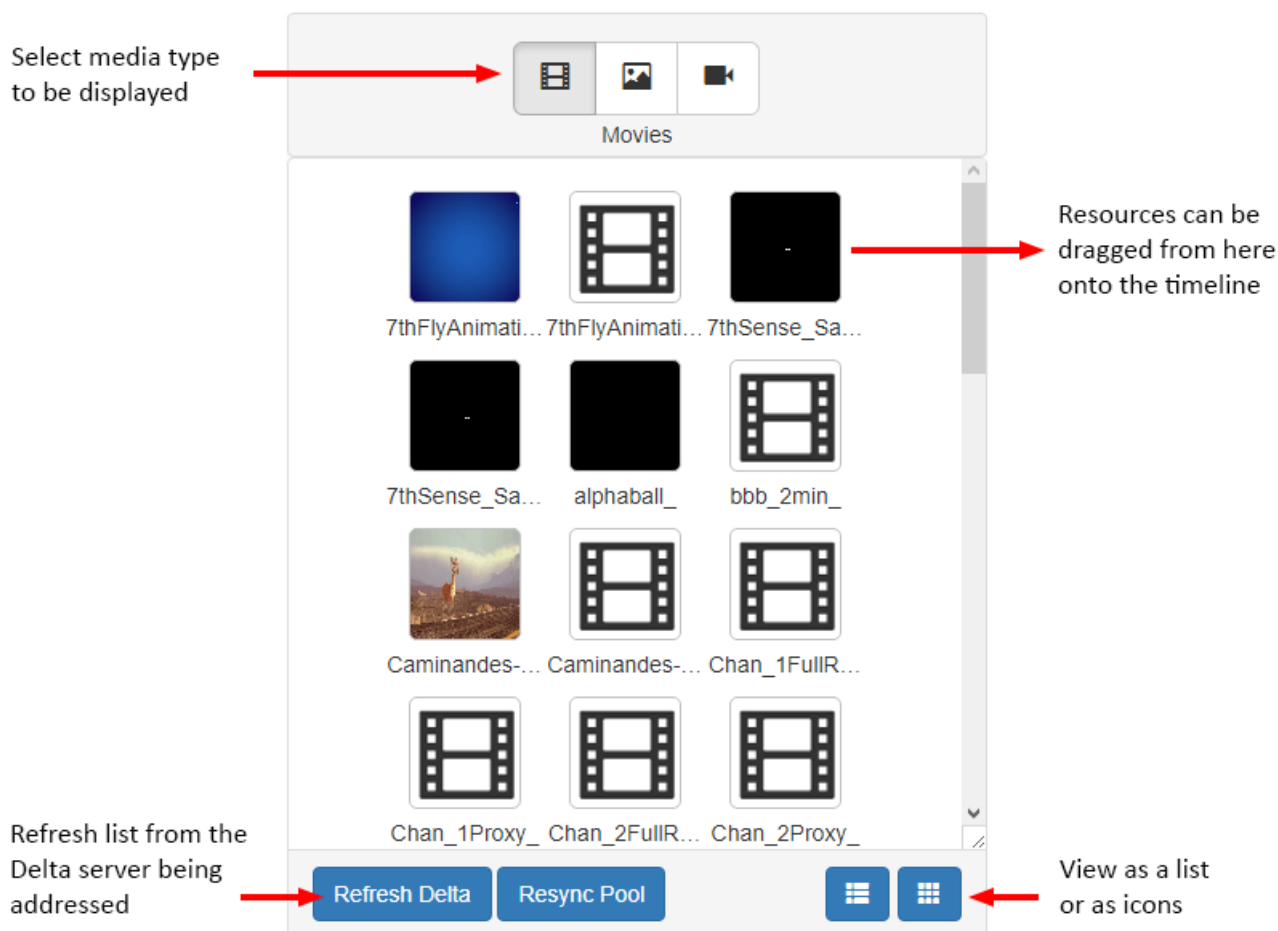 Select media type
to be displayed
Movies
7thFlyAnimati... 7thFlyAnimati... 7thSense_Sa...
Resources can be
dragged from here
onto the timeline
7thSense_Sa... alphaball_ bbb_2min_
Caminandes-... Caminandes-... Chan_1FullR...
Chan_1Proxy_ Chan_2FullR... Chan_2Proxy_
Refresh list from the
Delta server being
addressed
Refresh Delta Resync Pool
View as a list
or as icons